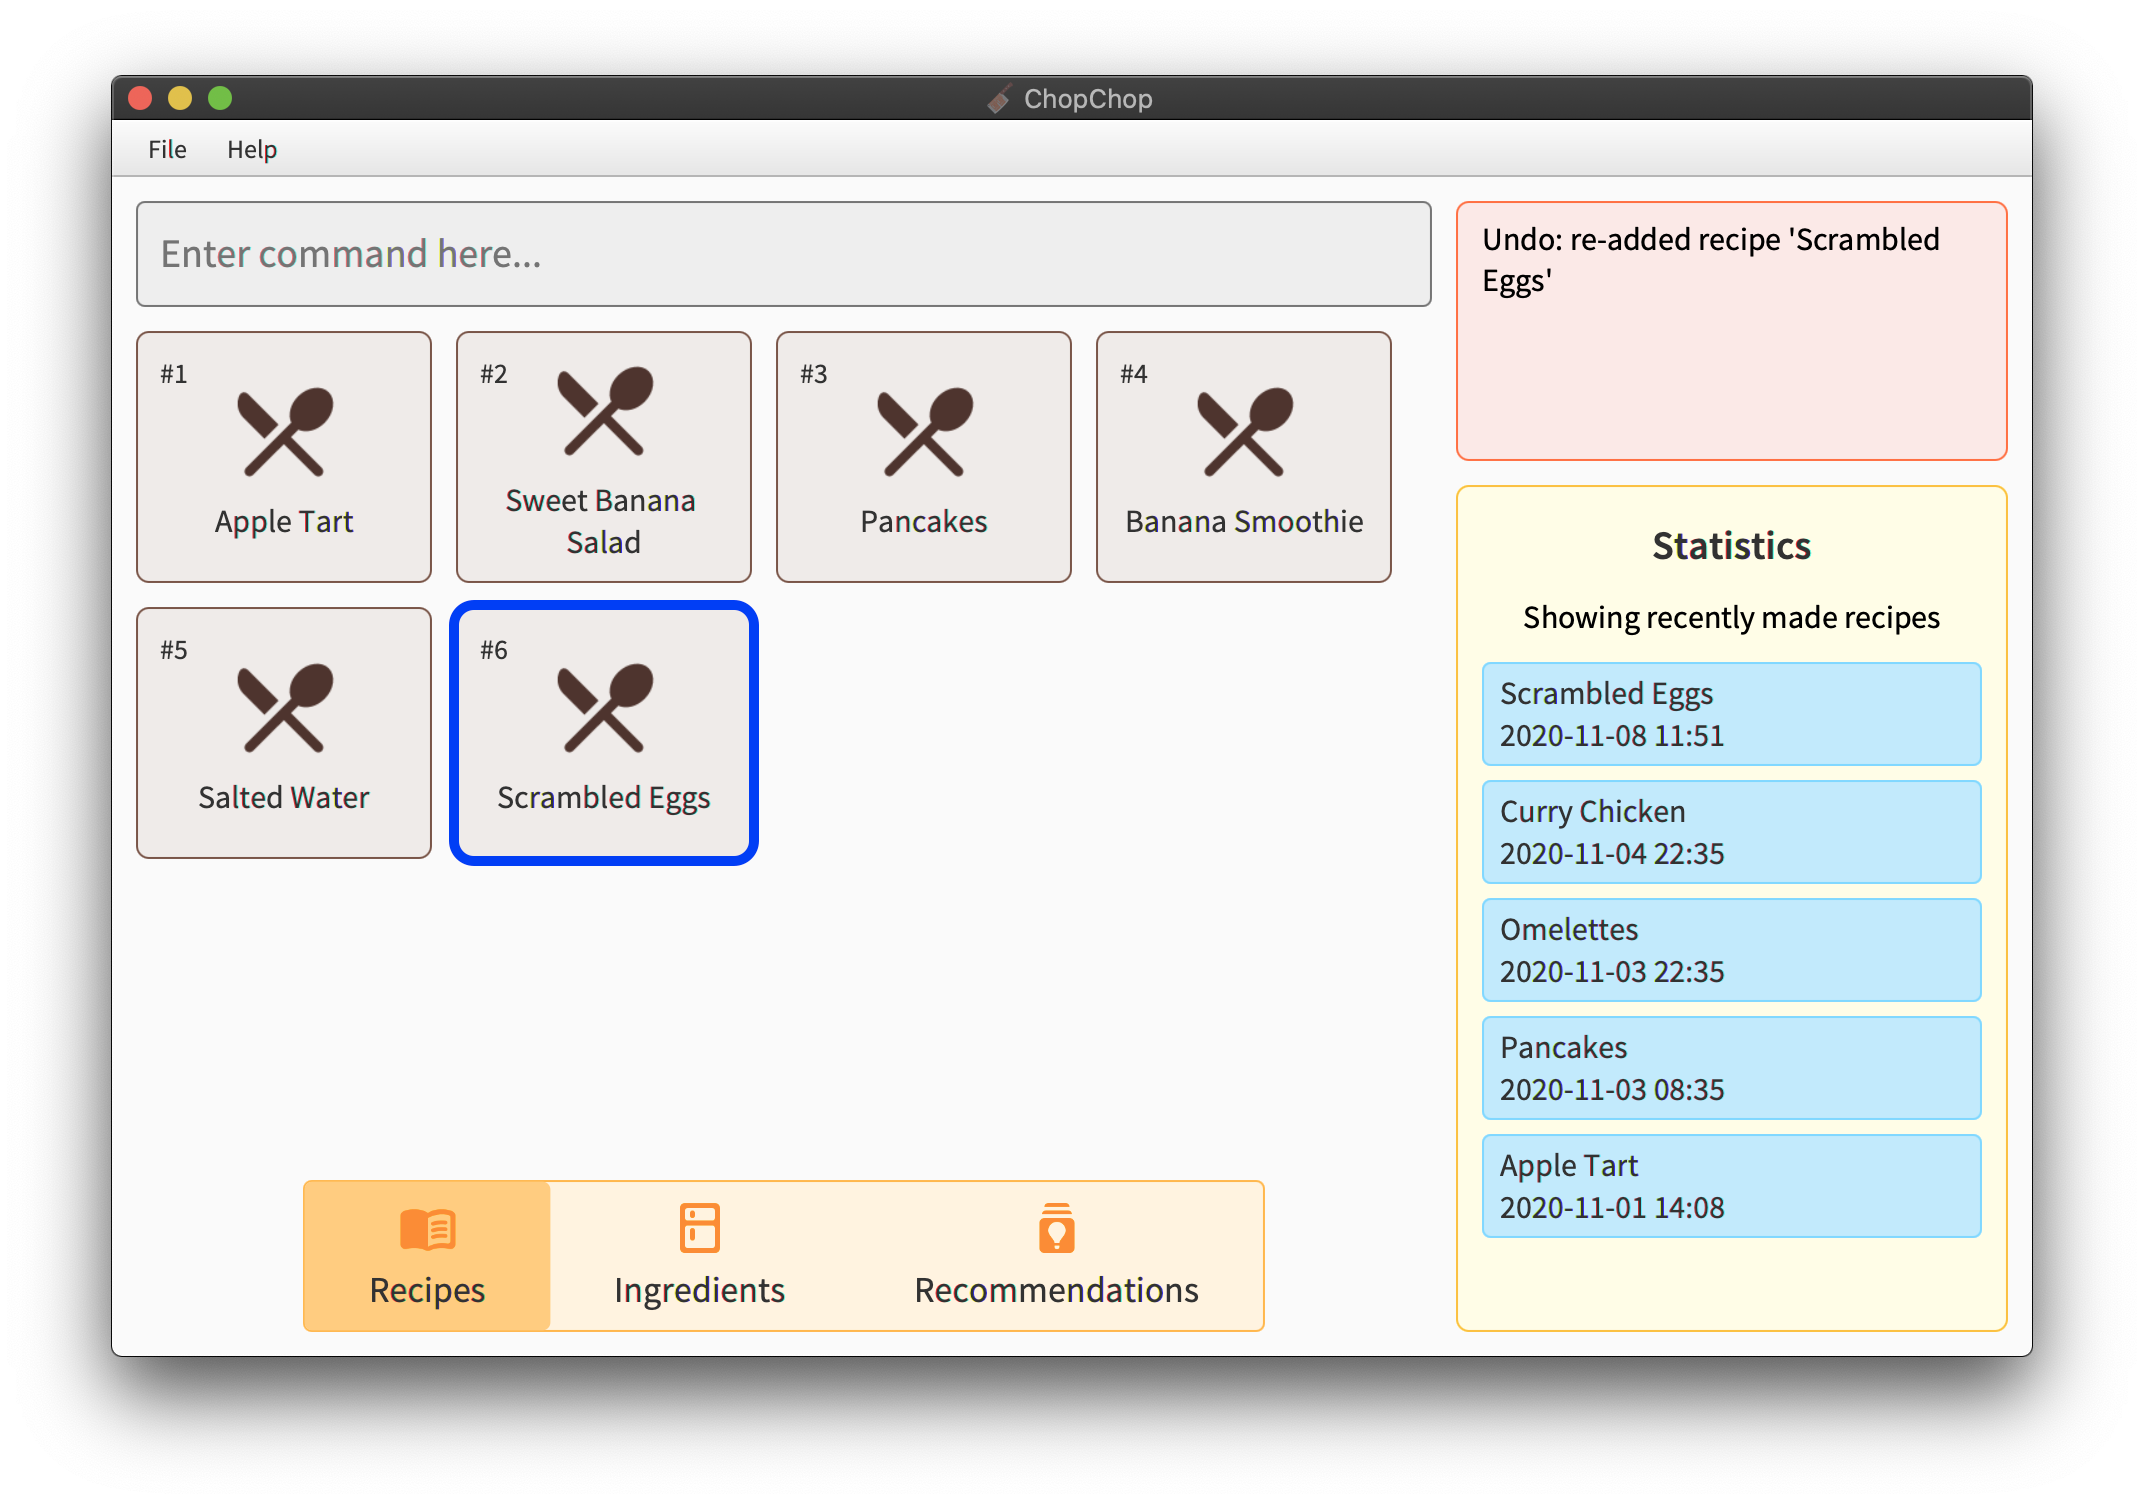 ChopChop
File Help
Enter command here...
#1
Apple Tart
#2
Sweet Banana
Salad
#3
Pancakes
#4
Banana Smoothie
#5
Salted Water
#6
Scrambled Eggs
Recipes
Ingredients
Recommendations
Undo: re-added recipe 'Scrambled
Eggs'
Statistics
Showing recently made recipes
Scrambled Eggs
2020-11-08 11:51
Curry Chicken
2020-11-04 22:35
Omelettes
2020-11-03 22:35
Pancakes
2020-11-03 08:35
Apple Tart
2020-11-01 14:08